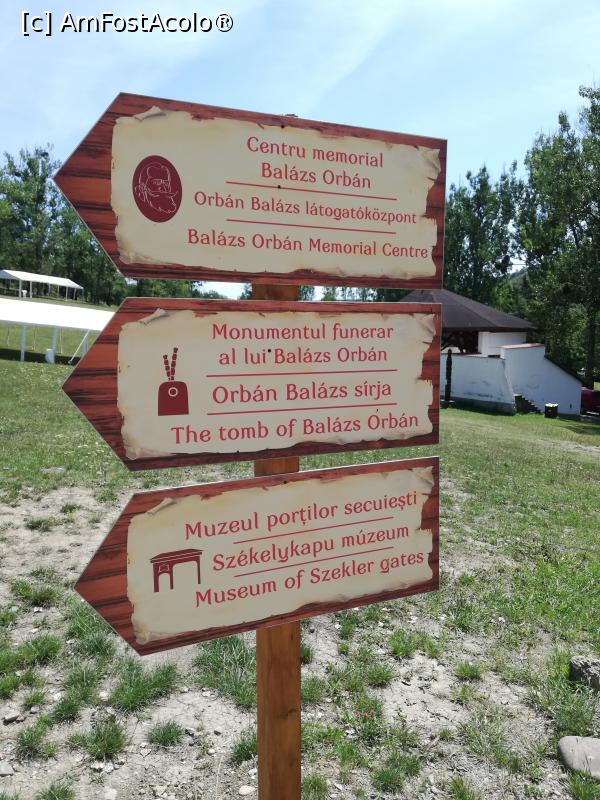 [c] AmFostAcolo®
Centru memorial
Balázs Orbán
Orbán Balázs látogatóközpont
Balázs Orbán Memorial Centre
Monumentul funerar
al lui Balázs Orbán
Orbán Balázs sírja
The tomb of Balázs Orbán
Muzeul porților secuiești
Székelykapu múzeum
Museum of Szekler gates